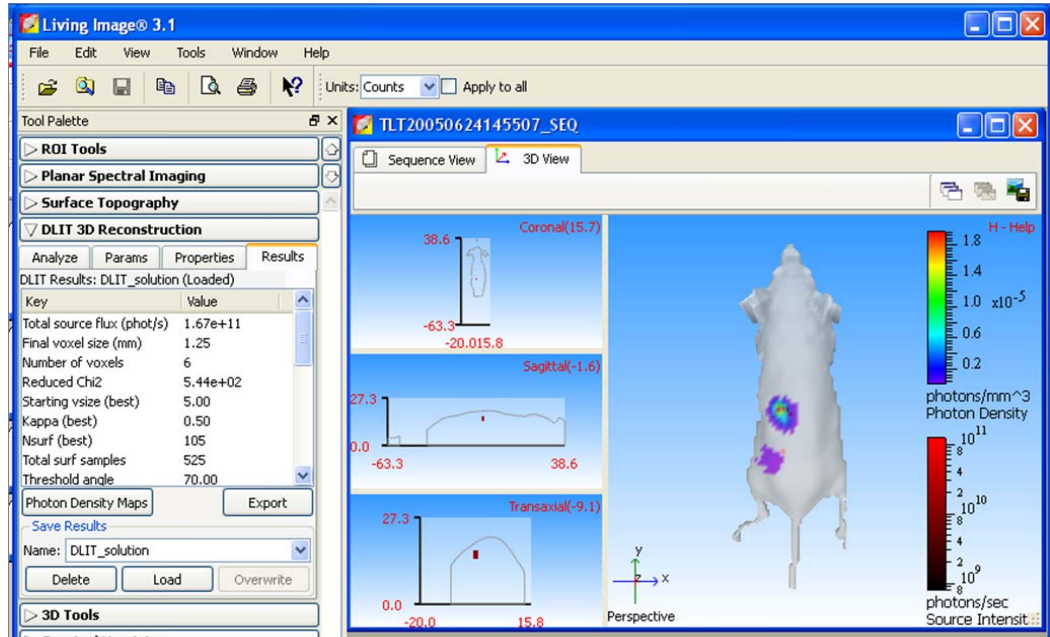 Living Image® 3.1
File Edit View Tools Window Help
Units: Counts Apply to all
Tool Palette
ROI Tools
Planar Spectral Imaging
Surface Topography
DLIT 3D Reconstruction
Analyze Params Properties Results
DLIT Results: DLIT_solution (Loaded)
Key Value
Total source flux (phot/s) 1.67e+11
Final voxel size (mm) 1.25
Number of voxels 6
Reduced Chi2 5.44e+02
Starting vsize (best) 5.00
Kappa (best) 0.50
Nsurf (best) 105
Total surf samples 525
Threshold angle 70.00
Photon Density Maps Export
Save Results
Name: DLIT_solution
Delete Load Overwrite
3D Tools
TLT20050624145507_SEQ
Sequence View 3D View
Coronal(15.7)
38.6
-63.3
-20.015.8
Sagittal(-1.6)
27.3
0.0
-63.3 38.6
Transaxial(-9.1)
27.3
0.0
-20.0 15.8
H - Help
1.8
1.4
1.0 x10^-5
0.6
0.2
photons/mm^3
Photon Density
10^11
8
4
2
10^10
8
4
2
10^9
8
photons/sec
Source Intensit
y
z x
Perspective